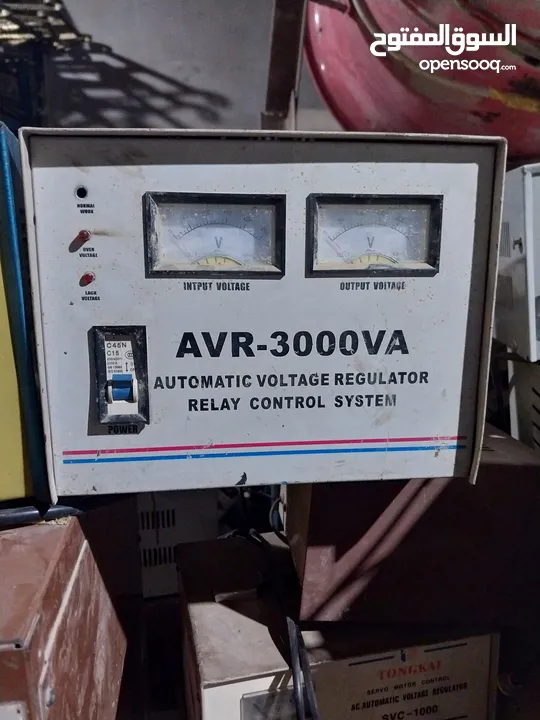 السوق المفتوح
opensooq.com
NORMAL
WORK
OVER
VOLTAGE
LACK
VOLTAGE
V
V
INTPUT VOLTAGE
OUTPUT VOLTAGE
C45N
C15
POWER
AVR-3000VA
AUTOMATIC VOLTAGE REGULATOR
RELAY CONTROL SYSTEM
TONGKAI
SERVO MOTOR CONTROL
AC AUTOMATIC VOLTAGE REGULATOR
SVC-1000